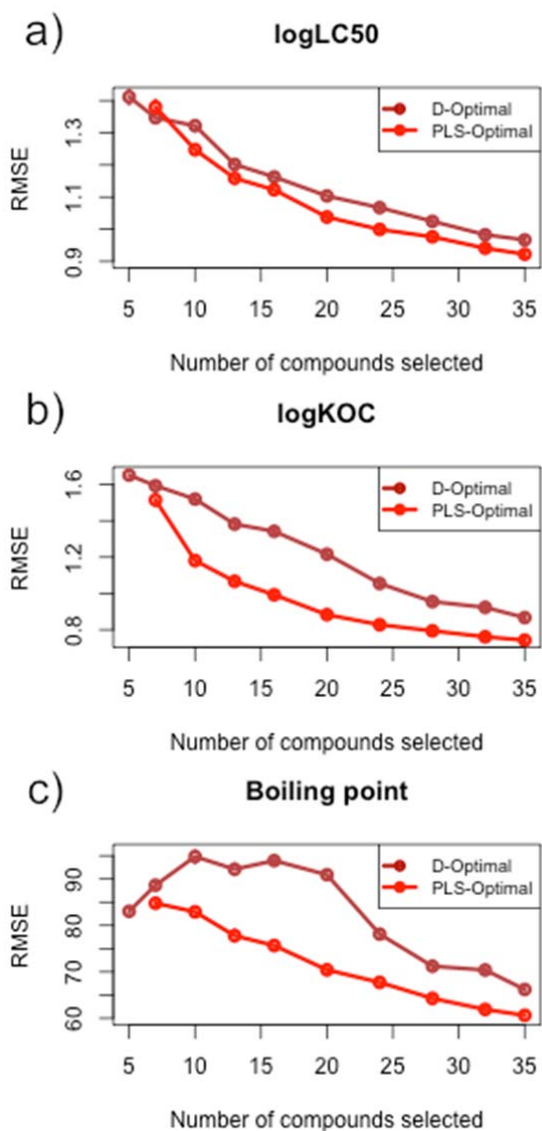 a)
logLC50
D-Optimal
PLS-Optimal
RMSE
1.3
1.1
0.9
5 10 15 20 25 30 35
Number of compounds selected
b)
logKOC
D-Optimal
PLS-Optimal
RMSE
1.6
1.2
0.8
5 10 15 20 25 30 35
Number of compounds selected
c)
Boiling point
D-Optimal
PLS-Optimal
RMSE
90
80
70
60
5 10 15 20 25 30 35
Number of compounds selected